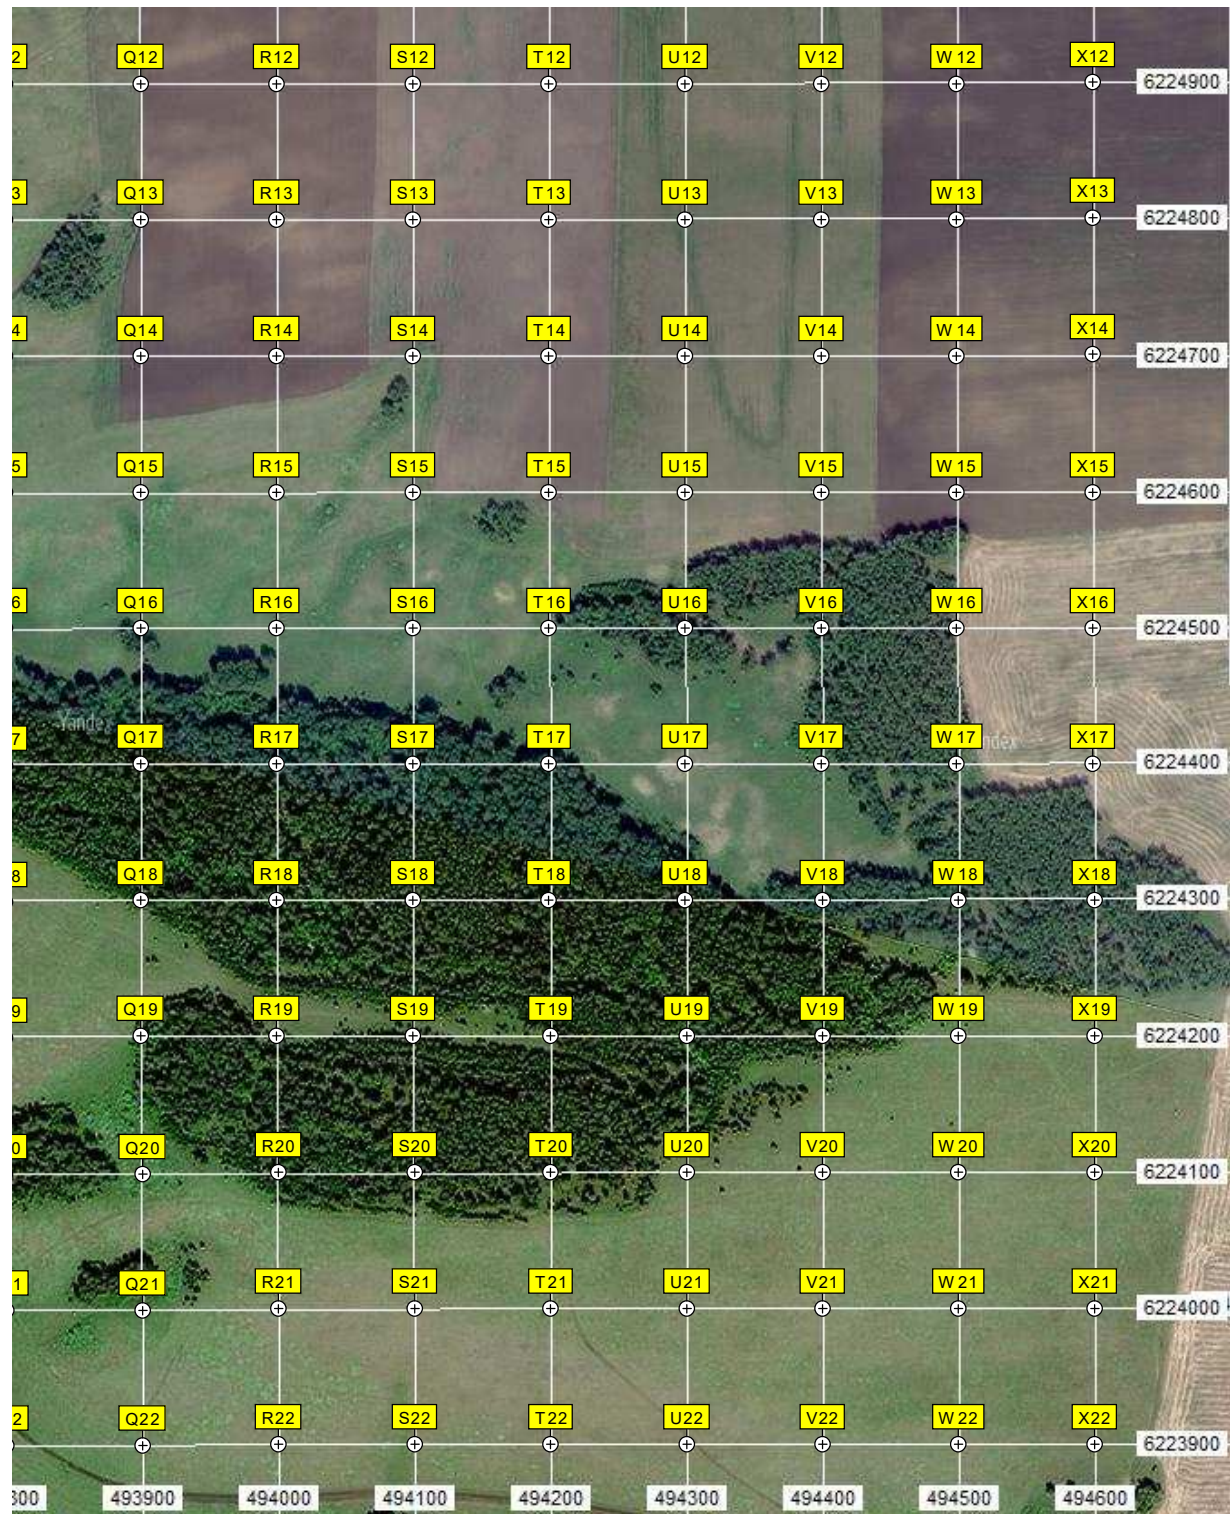 2 Q12 R12 S12 T12 U12 V12 W12 X12
6224900
3 Q13 R13 S13 T13 U13 V13 W13 X13
6224800
4 Q14 R14 S14 T14 U14 V14 W14 X14
6224700
5 Q15 R15 S15 T15 U15 V15 W15 X15
6224600
6 Q16 R16 S16 T16 U16 V16 W16 X16
6224500
Yandex
7 Q17 R17 S17 T17 U17 V17 W17 ndex X17
6224400
8 Q18 R18 S18 T18 U18 V18 W18 X18
6224300
9 Q19 R19 S19 T19 U19 V19 W19 X19
6224200
0 Q20 R20 S20 T20 U20 V20 W20 X20
6224100
1 Q21 R21 S21 T21 U21 V21 W21 X21
6224000
2 Q22 R22 S22 T22 U22 V22 W22 X22
6223900
800 493900 494000 494100 494200 494300 494400 494500 494600